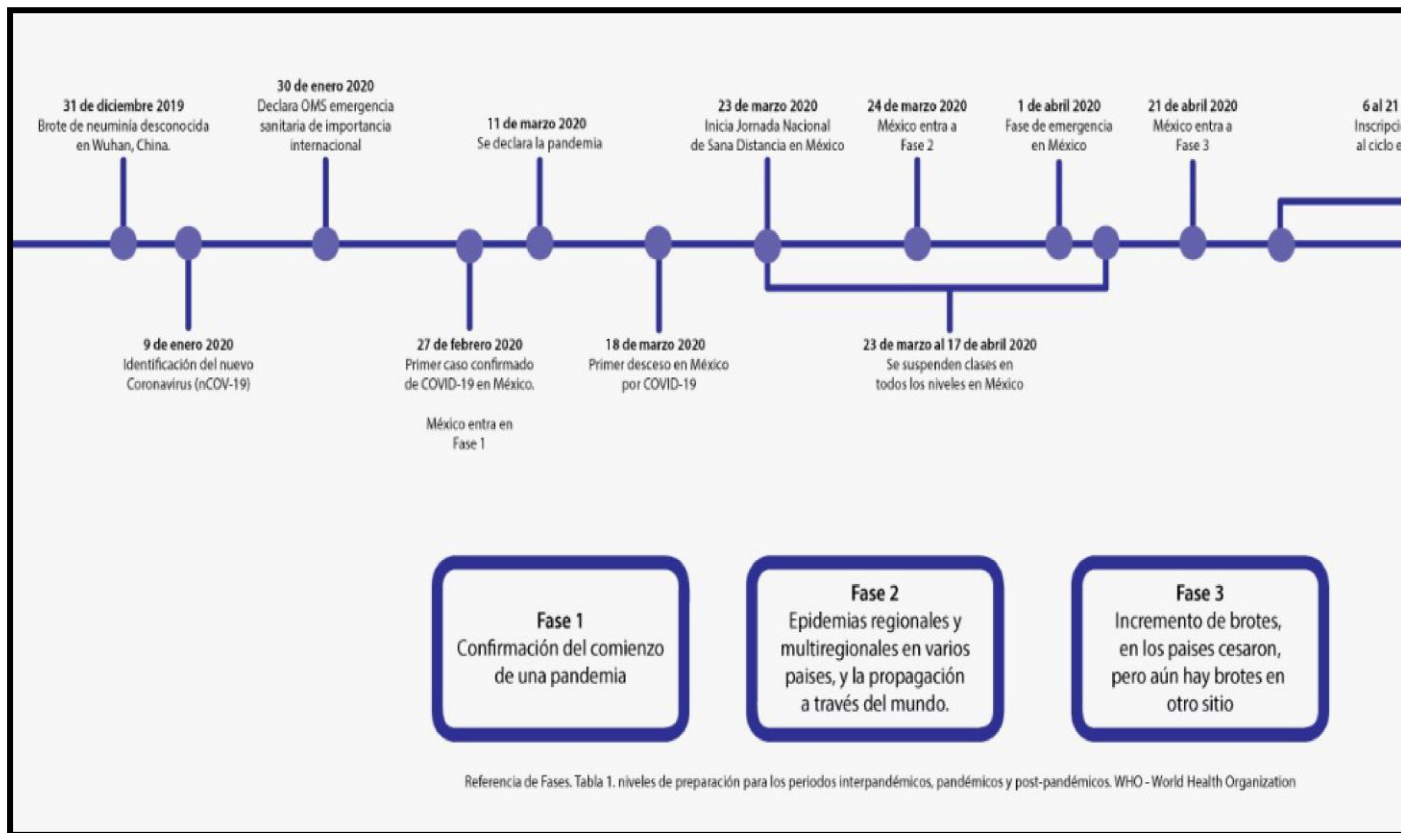 31 de diciembre 2019
Brote de neuminía desconocida
en Wuhan, China.
30 de enero 2020
Declara OMS emergencia
sanitaria de importancia
internacional
11 de marzo 2020
Se declara la pandemia
23 de marzo 2020
Inicia Jornada Nacional
de Sana Distancia en México
24 de marzo 2020
México entra a
Fase 2
1 de abril 2020
Fase de emergencia
en México
21 de abril 2020
México entra a
Fase 3
6 al 21
al ciclo
9 de enero 2020
Identificación del nuevo
Coronavirus (nCOV-19)
27 de febrero 2020
Primer caso confirmado
de COVID-19 en México.
México entra en
Fase 1
18 de marzo 2020
Primer desceso en México
por COVID-19
23 de marzo al 17 de abril 2020
Se suspenden clases en
todos los niveles en México
Fase 1
Confirmación del comienzo
de una pandemia
Fase 2
Epidemias regionales y
multiregionales en varios
paises, y la propagación
a través del mundo.
Fase 3
Incremento de brotes,
en los paises cesaron,
pero aún hay brotes en
otro sitio
Referencia de Fases. Tabla 1. niveles de preparación para los periodos interpandémicos, pandémicos y post-pandémicos. WHO - World Health Organization